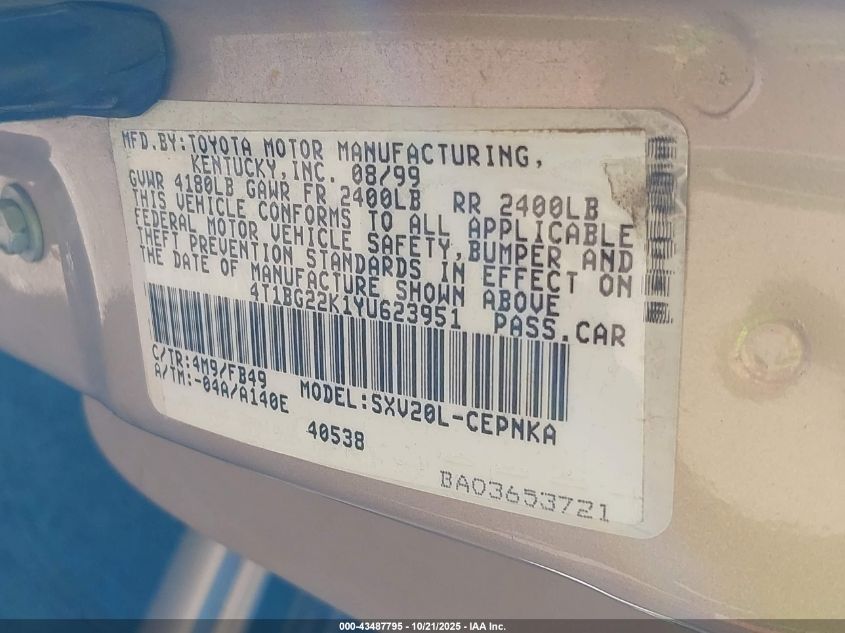 MFD.BY:TOYOTA MOTOR MANUFACTURING,
KENTUCKY,INC. 08/99
GVWR 4180LB GAWR FR 2400LB RR 2400LB
THIS VEHICLE CONFORMS TO ALL APPLICABLE
FEDERAL MOTOR VEHICLE SAFETY,BUMPER AND
THEFT PREVENTION STANDARDS IN EFFECT ON
THE DATE OF MANUFACTURE SHOWN ABOVE
4T1BG22K1YU623951 PASS.CAR
C/TR:4M9/FB49
A/TM:-04A/A140E MODEL:SXV20L-CEPNKA
40538
BA03653721
000-43487795 - 10/21/2025 - IAA Inc.